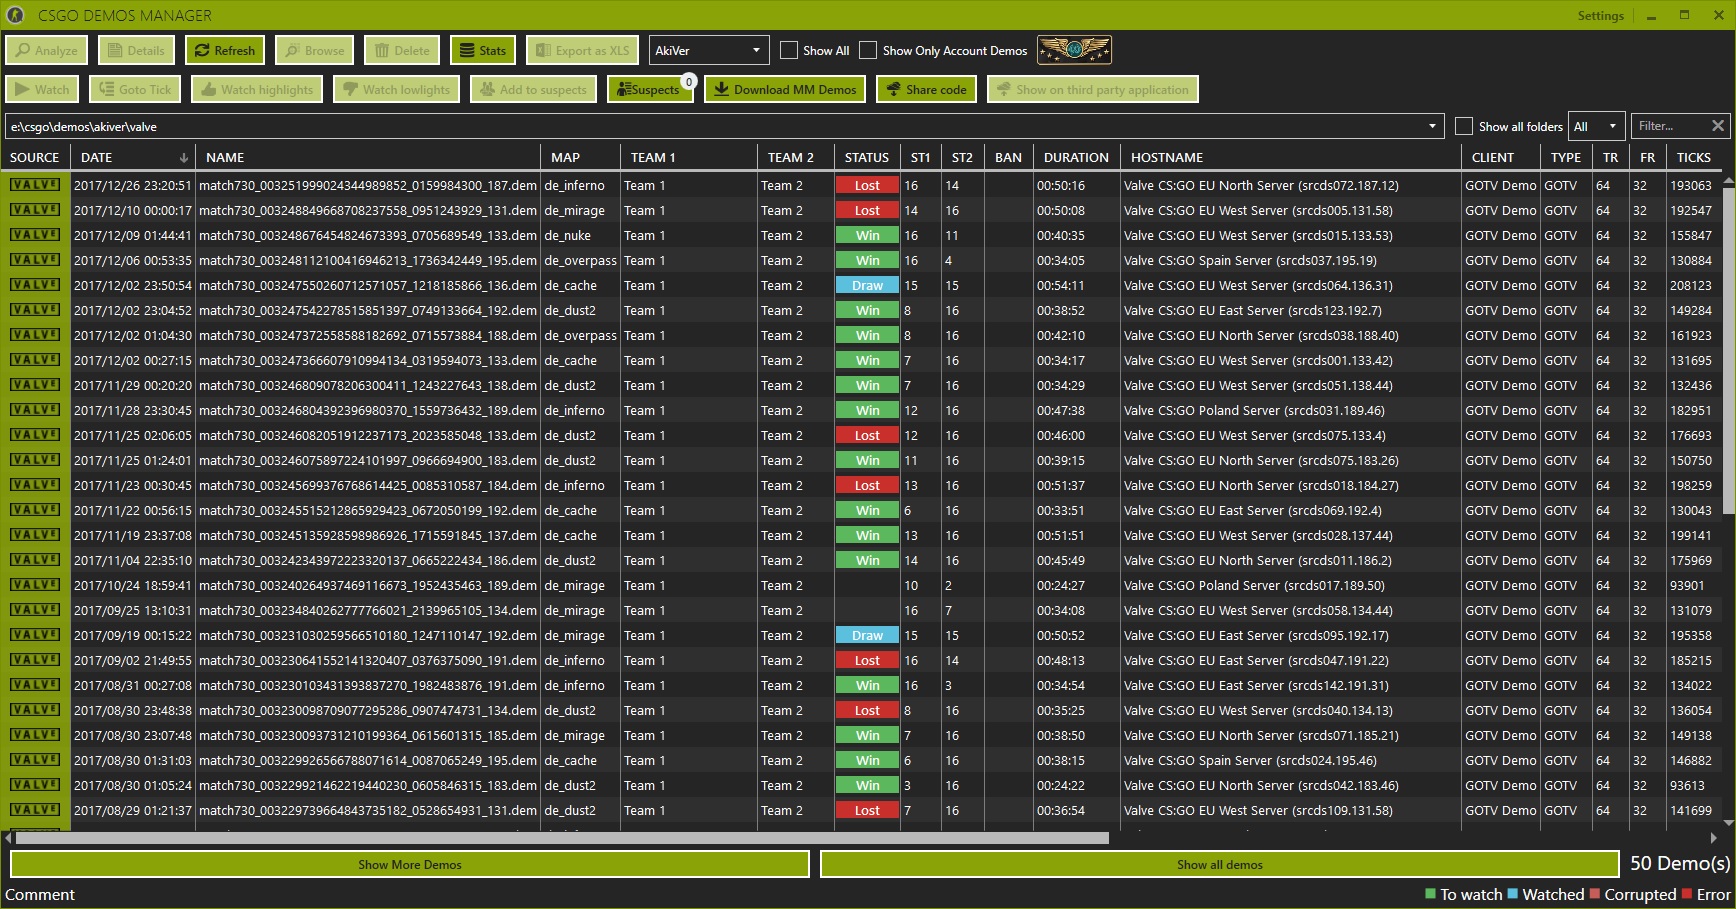 CSGO DEMOS MANAGER Settings
Analyze Details Refresh Browse Delete Stats Export as XLS AkiVer Show All Show Only Account Demos
Watch Goto Tick Watch highlights Watch lowlights Add to suspects Suspects 0 Download MM Demos Share code Show on third party application
e:\csgo\demos\akiver\valve Show all folders All Filter...
SOURCE DATE NAME MAP TEAM 1 TEAM 2 STATUS ST1 ST2 BAN DURATION HOSTNAME CLIENT TYPE TR FR TICKS
VALVE 2017/12/26 23:20:51 match730_003251999024344989852_0159984300_187.dem de_inferno Team 1 Team 2 Lost 16 14 00:50:16 Valve CS:GO EU North Server (srcds072.187.12) GOTV Demo GOTV 64 32 193063
VALVE 2017/12/10 00:00:17 match730_003248849668708237558_0951243929_131.dem de_mirage Team 1 Team 2 Lost 14 16 00:50:08 Valve CS:GO EU West Server (srcds005.131.58) GOTV Demo GOTV 64 32 192547
VALVE 2017/12/09 01:44:41 match730_003248676454824673393_0705689549_133.dem de_nuke Team 1 Team 2 Win 16 11 00:40:35 Valve CS:GO EU West Server (srcds015.133.53) GOTV Demo GOTV 64 32 155847
VALVE 2017/12/06 00:53:35 match730_003248112100416946213_1736342449_195.dem de_overpass Team 1 Team 2 Win 16 4 00:34:05 Valve CS:GO Spain Server (srcds037.195.19) GOTV Demo GOTV 64 32 130884
VALVE 2017/12/02 23:50:54 match730_003247550260712571057_1218185866_136.dem de_cache Team 1 Team 2 Draw 15 15 00:54:11 Valve CS:GO EU West Server (srcds064.136.31) GOTV Demo GOTV 64 32 208123
VALVE 2017/12/02 23:04:52 match730_003247542278515851397_0749133664_192.dem de_dust2 Team 1 Team 2 Win 8 16 00:38:52 Valve CS:GO EU East Server (srcds123.192.7) GOTV Demo GOTV 64 32 149284
VALVE 2017/12/02 01:04:30 match730_003247372558588182692_0715573884_188.dem de_overpass Team 1 Team 2 Win 8 16 00:42:10 Valve CS:GO EU North Server (srcds038.188.40) GOTV Demo GOTV 64 32 161923
VALVE 2017/12/02 00:27:15 match730_003247366607910994134_0319594073_133.dem de_cache Team 1 Team 2 Win 7 16 00:34:17 Valve CS:GO EU West Server (srcds001.133.42) GOTV Demo GOTV 64 32 131695
VALVE 2017/11/29 00:20:20 match730_003246809078206300411_1243227643_138.dem de_dust2 Team 1 Team 2 Win 7 16 00:34:29 Valve CS:GO EU West Server (srcds051.138.44) GOTV Demo GOTV 64 32 132436
VALVE 2017/11/28 23:30:45 match730_003246804392396980370_1559736432_189.dem de_inferno Team 1 Team 2 Win 12 16 00:47:38 Valve CS:GO Poland Server (srcds031.189.46) GOTV Demo GOTV 64 32 182951
VALVE 2017/11/25 02:06:05 match730_003246082051912237173_2023585048_133.dem de_dust2 Team 1 Team 2 Lost 12 16 00:46:00 Valve CS:GO EU West Server (srcds075.133.4) GOTV Demo GOTV 64 32 176693
VALVE 2017/11/25 01:24:01 match730_003246075897224101997_0966694900_183.dem de_dust2 Team 1 Team 2 Win 11 16 00:39:15 Valve CS:GO EU North Server (srcds075.183.26) GOTV Demo GOTV 64 32 150750
VALVE 2017/11/23 00:30:45 match730_003245699376768614425_0085310587_184.dem de_inferno Team 1 Team 2 Lost 13 16 00:51:37 Valve CS:GO EU North Server (srcds018.184.27) GOTV Demo GOTV 64 32 198259
VALVE 2017/11/22 00:56:15 match730_003245515212865929423_0672050199_192.dem de_cache Team 1 Team 2 Win 6 16 00:33:51 Valve CS:GO EU East Server (srcds069.192.4) GOTV Demo GOTV 64 32 130043
VALVE 2017/11/19 23:37:08 match730_003245135928598986926_1715591845_137.dem de_cache Team 1 Team 2 Win 13 16 00:51:51 Valve CS:GO EU West Server (srcds028.137.44) GOTV Demo GOTV 64 32 199141
VALVE 2017/11/04 22:35:10 match730_003242343972223320137_0665222434_186.dem de_dust2 Team 1 Team 2 Win 14 16 00:45:49 Valve CS:GO EU North Server (srcds011.186.2) GOTV Demo GOTV 64 32 175969
VALVE 2017/10/24 18:59:41 match730_003240264937469116673_1952435463_189.dem de_mirage Team 1 Team 2 10 2 00:24:27 Valve CS:GO Poland Server (srcds017.189.50) GOTV Demo GOTV 64 32 93901
VALVE 2017/09/25 13:10:31 match730_003234840262777766021_2139965105_134.dem de_mirage Team 1 Team 2 16 7 00:34:08 Valve CS:GO EU West Server (srcds058.134.44) GOTV Demo GOTV 64 32 131079
VALVE 2017/09/19 00:15:22 match730_003231030259566510180_1247110147_192.dem de_mirage Team 1 Team 2 Draw 15 15 00:50:52 Valve CS:GO EU East Server (srcds095.192.17) GOTV Demo GOTV 64 32 195358
VALVE 2017/09/02 21:49:55 match730_003230641552141320407_0376375090_191.dem de_inferno Team 1 Team 2 Lost 16 14 00:48:13 Valve CS:GO EU East Server (srcds047.191.22) GOTV Demo GOTV 64 32 185215
VALVE 2017/08/31 00:27:08 match730_003230103431393837270_1982483876_191.dem de_inferno Team 1 Team 2 Win 16 3 00:34:54 Valve CS:GO EU East Server (srcds142.191.31) GOTV Demo GOTV 64 32 134022
VALVE 2017/08/30 23:48:38 match730_003230098709077295286_0907474731_134.dem de_dust2 Team 1 Team 2 Lost 8 16 00:35:25 Valve CS:GO EU West Server (srcds040.134.13) GOTV Demo GOTV 64 32 136054
VALVE 2017/08/30 23:07:48 match730_003230093731210199364_0615601315_185.dem de_mirage Team 1 Team 2 Win 7 16 00:38:50 Valve CS:GO EU North Server (srcds071.185.21) GOTV Demo GOTV 64 32 149138
VALVE 2017/08/30 01:31:03 match730_003229926566788071614_0087065249_195.dem de_cache Team 1 Team 2 Win 6 16 00:38:15 Valve CS:GO Spain Server (srcds024.195.46) GOTV Demo GOTV 64 32 146882
VALVE 2017/08/30 01:05:24 match730_003229921462219440230_0605846315_183.dem de_dust2 Team 1 Team 2 Win 3 16 00:24:22 Valve CS:GO EU North Server (srcds042.183.46) GOTV Demo GOTV 64 32 93613
VALVE 2017/08/29 01:21:37 match730_003229739664843735182_0528654931_131.dem de_dust2 Team 1 Team 2 Lost 7 16 00:36:54 Valve CS:GO EU West Server (srcds109.131.58) GOTV Demo GOTV 64 32 141699
Show More Demos Show all demos 50 Demo(s)
Comment To watch Watched Corrupted Error